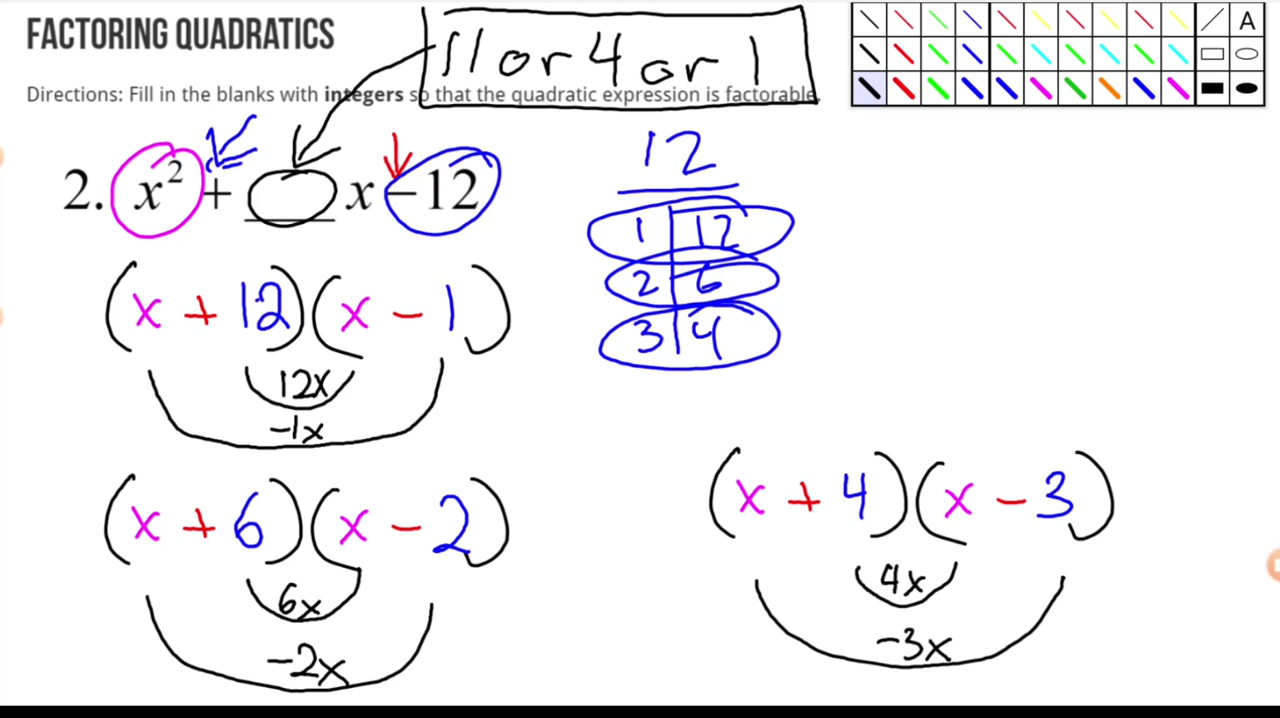 FACTORING QUADRATICS
11 or 4 or 1
A
Directions: Fill in the blanks with integers so that the quadratic expression is factorable.
2. x² + ___ x −12
12
1 | 12
2 | 6
3 | 4
(x + 12)(x − 1)
12x
−1x
(x + 6)(x − 2)
6x
−2x
(x + 4)(x − 3)
4x
−3x